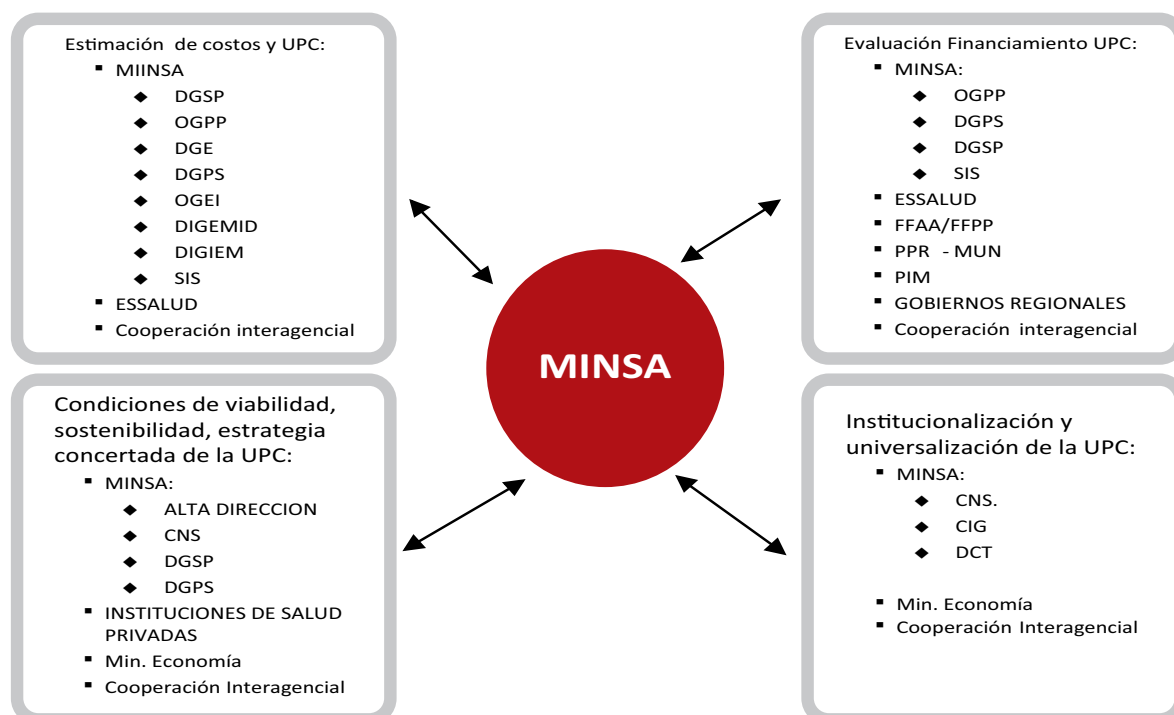 Estimación de costos y UPC:
▪ MIINSA
◆ DGSP
◆ OGPP
◆ DGE
◆ DGPS
◆ OGEI
◆ DIGEMID
◆ DIGIEM
◆ SIS
▪ ESSALUD
▪ Cooperación interagencial
Evaluación Financiamiento UPC:
▪ MINSA:
◆ OGPP
◆ DGPS
◆ DGSP
◆ SIS
▪ ESSALUD
▪ FFAA/FFPP
▪ PPR - MUN
▪ PIM
▪ GOBIERNOS REGIONALES
▪ Cooperación interagencial
MINSA
Condiciones de viabilidad,
sostenibilidad, estrategia
concertada de la UPC:
▪ MINSA:
◆ ALTA DIRECCION
◆ CNS
◆ DGSP
◆ DGPS
▪ INSTITUCIONES DE SALUD
PRIVADAS
▪ Min. Economía
▪ Cooperación Interagencial
Institucionalización y
universalización de la UPC:
▪ MINSA:
◆ CNS.
◆ CIG
◆ DCT
▪ Min. Economía
▪ Cooperación Interagencial